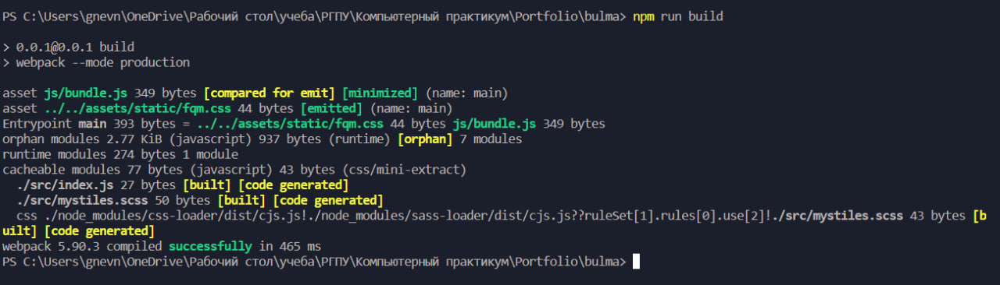 PS C:\Users\gnevn\OneDrive\Рабочий стол\учеба\РГПУ\Компьютерный практикум\Portfolio\bulma> npm run build
> 0.0.1@0.0.1 build
> webpack --mode production
asset js/bundle.js 349 bytes [compared for emit] [minimized] (name: main)
asset ../../assets/static/fqm.css 44 bytes [emitted] (name: main)
Entrypoint main 393 bytes = ../../assets/static/fqm.css 44 bytes js/bundle.js 349 bytes
orphan modules 2.77 KiB (javascript) 937 bytes (runtime) [orphan] 7 modules
runtime modules 274 bytes 1 module
cacheable modules 77 bytes (javascript) 43 bytes (css/mini-extract)
./src/index.js 27 bytes [built] [code generated]
./src/mystiles.scss 50 bytes [built] [code generated]
css ./node_modules/css-loader/dist/cjs.js!./node_modules/sass-loader/dist/cjs.js??ruleSet[1].rules[0].use[2]!./src/mystiles.scss 43 bytes [b
uilt] [code generated]
webpack 5.90.3 compiled successfully in 465 ms
PS C:\Users\gnevn\OneDrive\Рабочий стол\учеба\РГПУ\Компьютерный практикум\Portfolio\bulma>